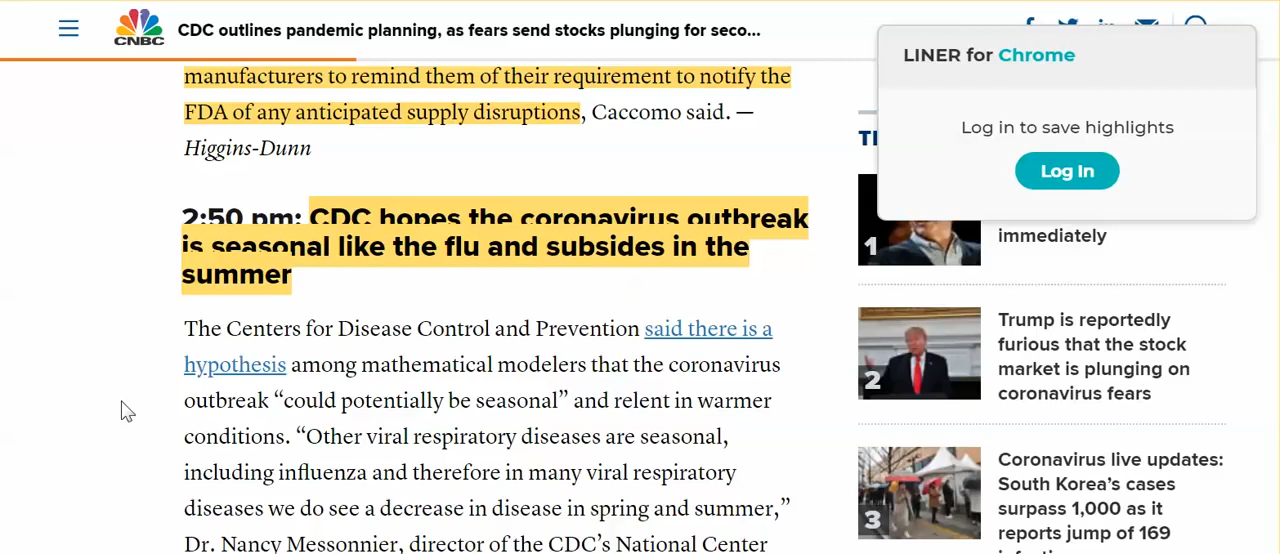 CNBC
CDC outlines pandemic planning, as fears send stocks plunging for seco...
LINER for Chrome
Log in to save highlights
Log In
manufacturers to remind them of their requirement to notify the
FDA of any anticipated supply disruptions, Caccomo said. —
Higgins-Dunn
2:50 pm: CDC hopes the coronavirus outbreak
is seasonal like the flu and subsides in the
summer
The Centers for Disease Control and Prevention said there is a
hypothesis among mathematical modelers that the coronavirus
outbreak “could potentially be seasonal” and relent in warmer
conditions. “Other viral respiratory diseases are seasonal,
including influenza and therefore in many viral respiratory
diseases we do see a decrease in disease in spring and summer,”
Dr. Nancy Messonnier, director of the CDC’s National Center
1
immediately
2
Trump is reportedly
furious that the stock
market is plunging on
coronavirus fears
3
Coronavirus live updates:
South Korea’s cases
surpass 1,000 as it
reports jump of 169